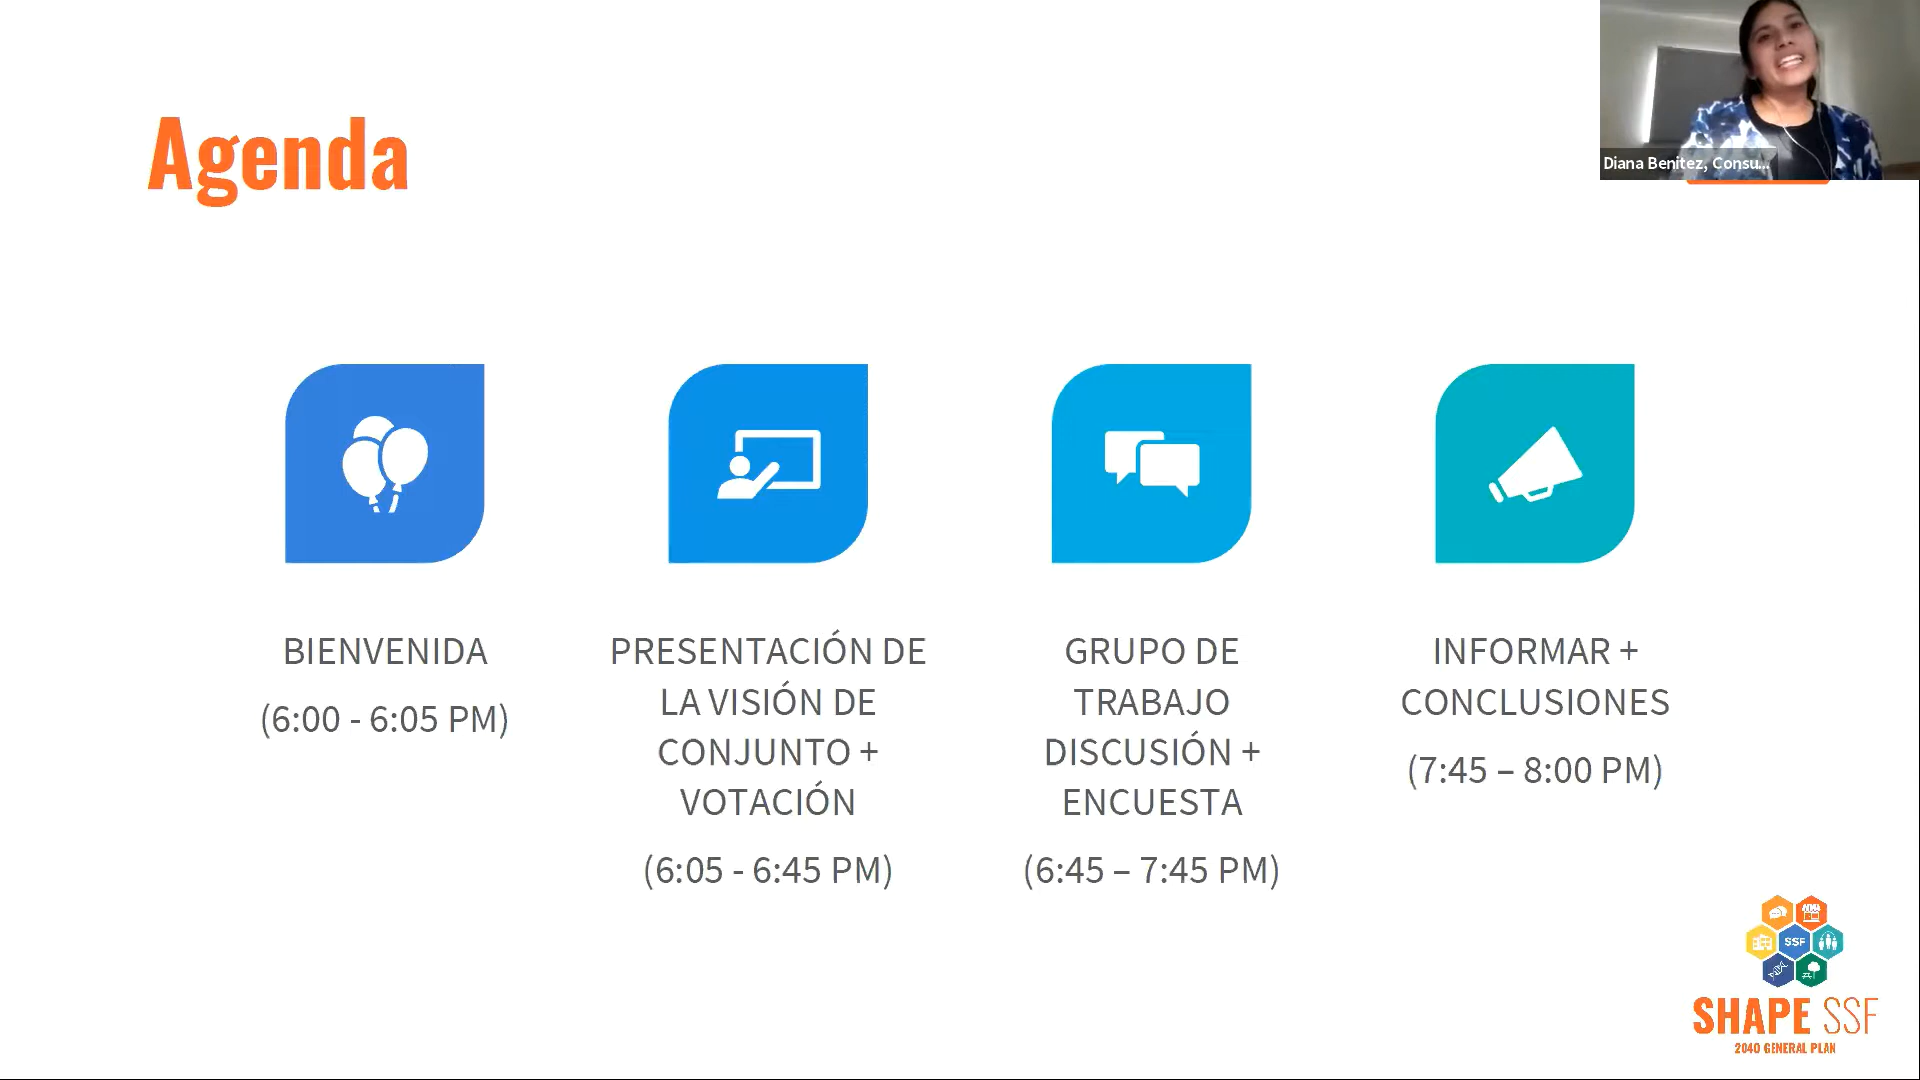 Agenda
Diana Benitez, Consu...
BIENVENIDA
(6:00 - 6:05 PM)
PRESENTACIÓN DE
LA VISIÓN DE
CONJUNTO +
VOTACIÓN
(6:05 - 6:45 PM)
GRUPO DE
TRABAJO
DISCUSIÓN +
ENCUESTA
(6:45 – 7:45 PM)
INFORMAR +
CONCLUSIONES
(7:45 – 8:00 PM)
SSF
SHAPE SSF
2040 GENERAL PLAN